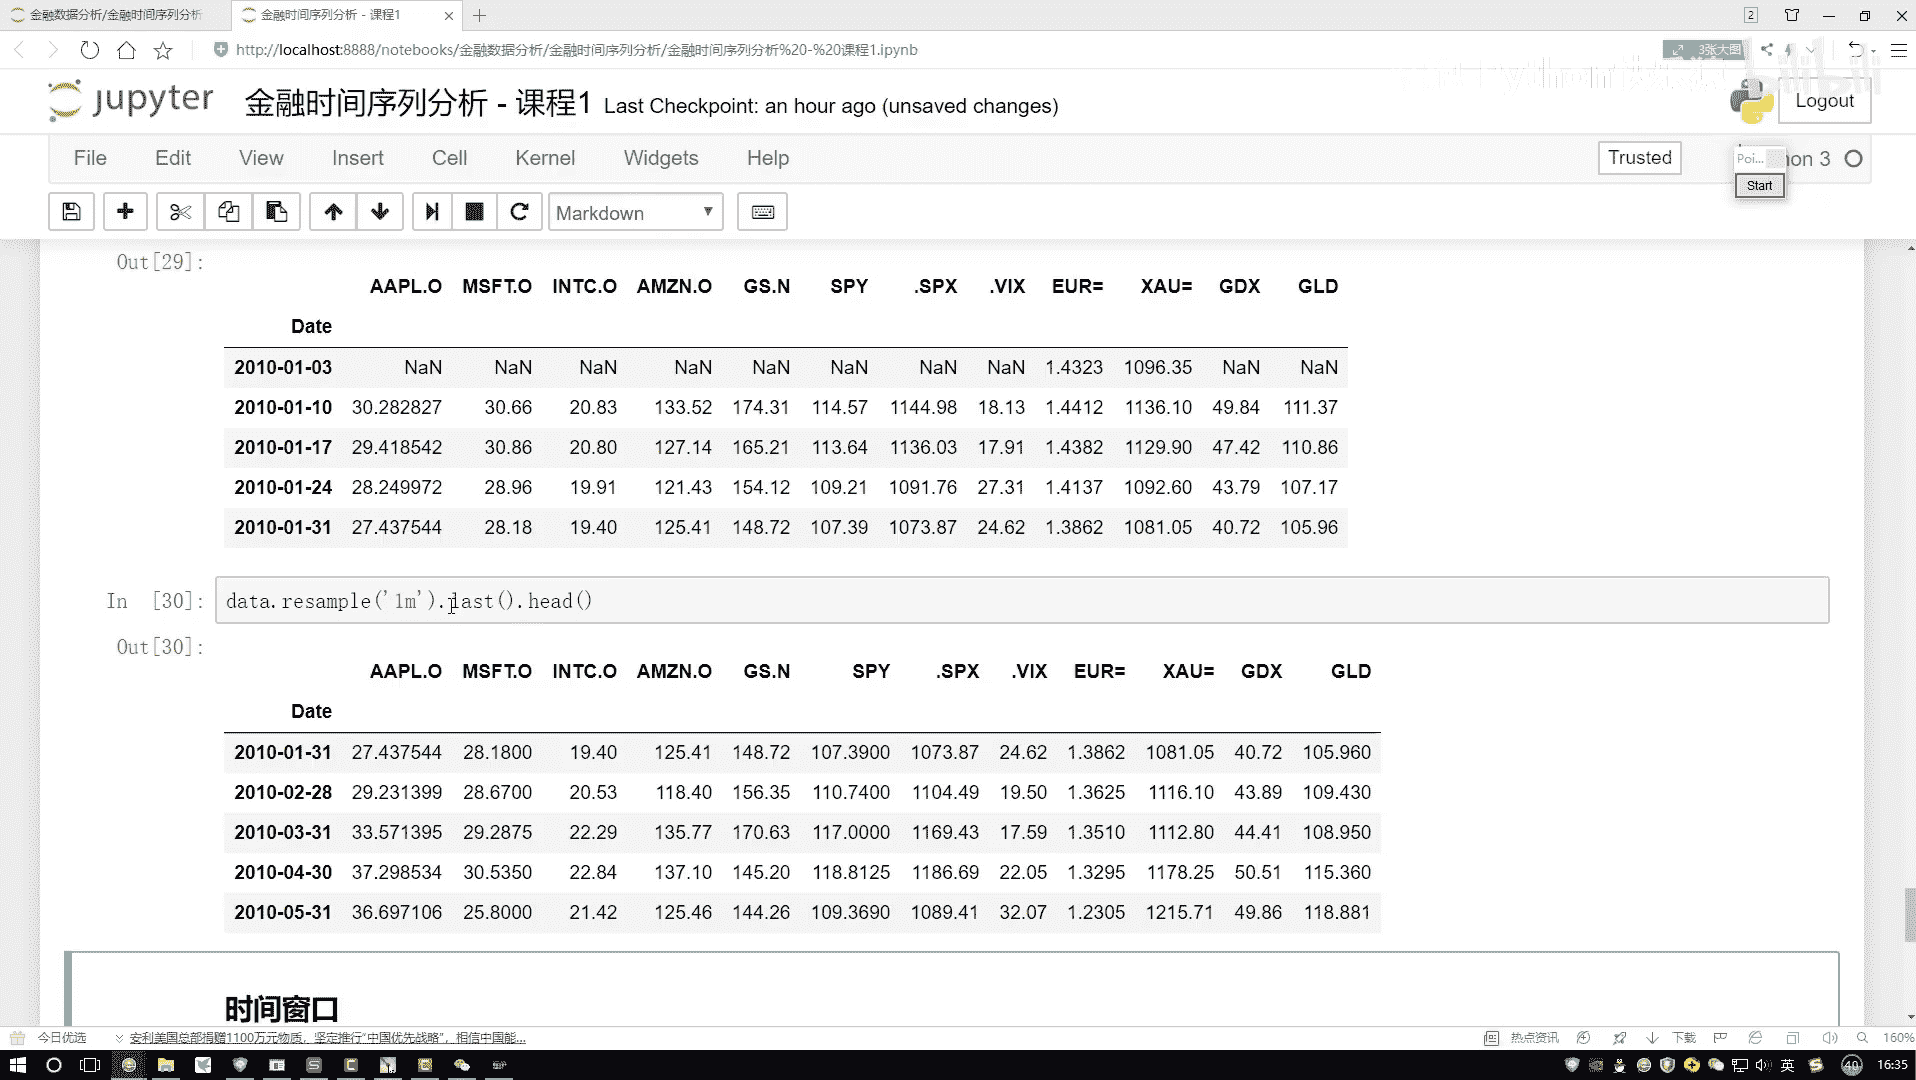 金融数据分析/金融时间序列分析
金融时间序列分析 - 课程1
2
http://localhost:8888/notebooks/金融数据分析/金融时间序列分析/金融时间序列分析%20-%20课程1.ipynb
3张大图
bilibili
jupyter 金融时间序列分析 - 课程1 Last Checkpoint: an hour ago (unsaved changes)
Logout
File Edit View Insert Cell Kernel Widgets Help
Trusted
Poi...
Start
Markdown
Out[29]:
AAPL.O MSFT.O INTC.O AMZN.O GS.N SPY .SPX .VIX EUR= XAU= GDX GLD
Date
2010-01-03 NaN NaN NaN NaN NaN NaN NaN NaN 1.4323 1096.35 NaN NaN
2010-01-10 30.282827 30.66 20.83 133.52 174.31 114.57 1144.98 18.13 1.4412 1136.10 49.84 111.37
2010-01-17 29.418542 30.86 20.80 127.14 165.21 113.64 1136.03 17.91 1.4382 1129.90 47.42 110.86
2010-01-24 28.249972 28.96 19.91 121.43 154.12 109.21 1091.76 27.31 1.4137 1092.60 43.79 107.17
2010-01-31 27.437544 28.18 19.40 125.41 148.72 107.39 1073.87 24.62 1.3862 1081.05 40.72 105.96
In [30]: data.resample('1m').last().head()
Out[30]:
AAPL.O MSFT.O INTC.O AMZN.O GS.N SPY .SPX .VIX EUR= XAU= GDX GLD
Date
2010-01-31 27.437544 28.1800 19.40 125.41 148.72 107.3900 1073.87 24.62 1.3862 1081.05 40.72 105.960
2010-02-28 29.231399 28.6700 20.53 118.40 156.35 110.7400 1104.49 19.50 1.3625 1116.10 43.89 109.430
2010-03-31 33.571395 29.2875 22.29 135.77 170.63 117.0000 1169.43 17.59 1.3510 1112.80 44.41 108.950
2010-04-30 37.298534 30.5350 22.84 137.10 145.20 118.8125 1186.69 22.05 1.3295 1178.25 50.51 115.360
2010-05-31 36.697106 25.8000 21.42 125.46 144.26 109.3690 1089.41 32.07 1.2305 1215.71 49.86 118.881
时间窗口
今日优选
安利美国总部捐赠1100万元物质，坚定推行“中国优先战略”，相信中国能...
热点资讯
下载
160%
英
40
16:35